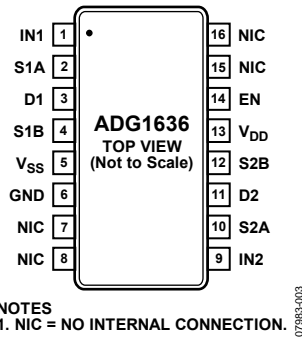 IN1 1
S1A 2
D1 3
S1B 4
VSS 5
GND 6
NIC 7
NIC 8
ADG1636
TOP VIEW
(Not to Scale)
16 NIC
15 NIC
14 EN
13 VDD
12 S2B
11 D2
10 S2A
9 IN2
NOTES
1. NIC = NO INTERNAL CONNECTION.
07983-003